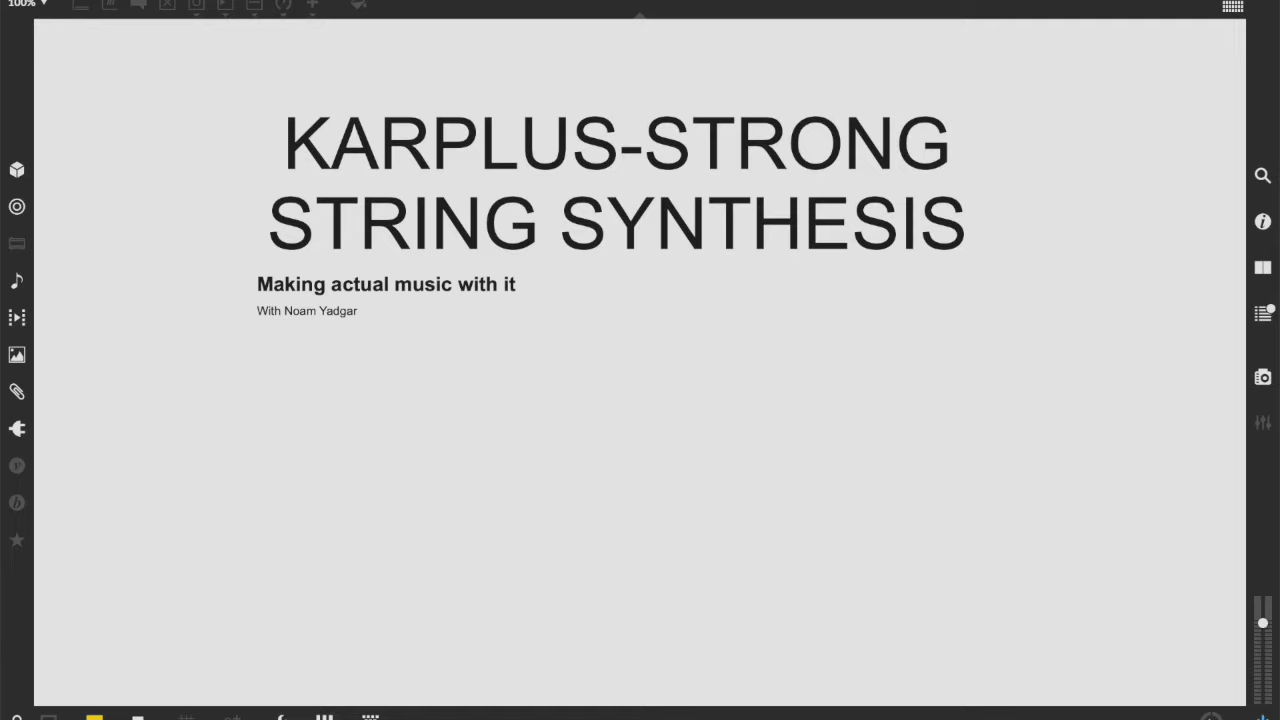 100%
KARPLUS-STRONG
STRING SYNTHESIS
Making actual music with it
With Noam Yadgar